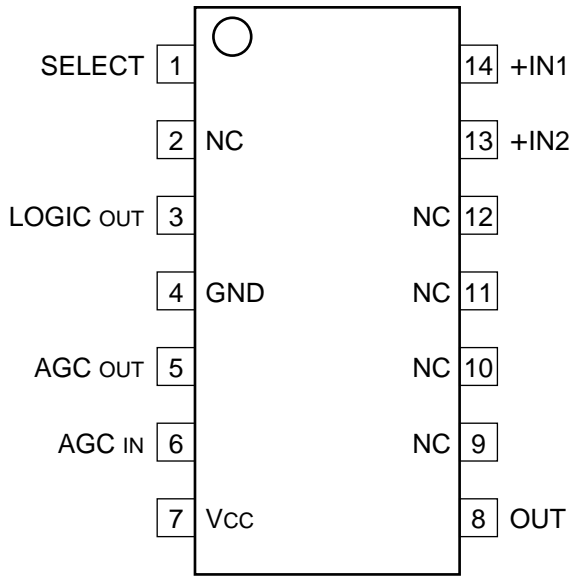 SELECT 1 14 +IN1
2 NC 13 +IN2
LOGIC OUT 3 NC 12
4 GND NC 11
AGC OUT 5 NC 10
AGC IN 6 NC 9
7 VCC 8 OUT